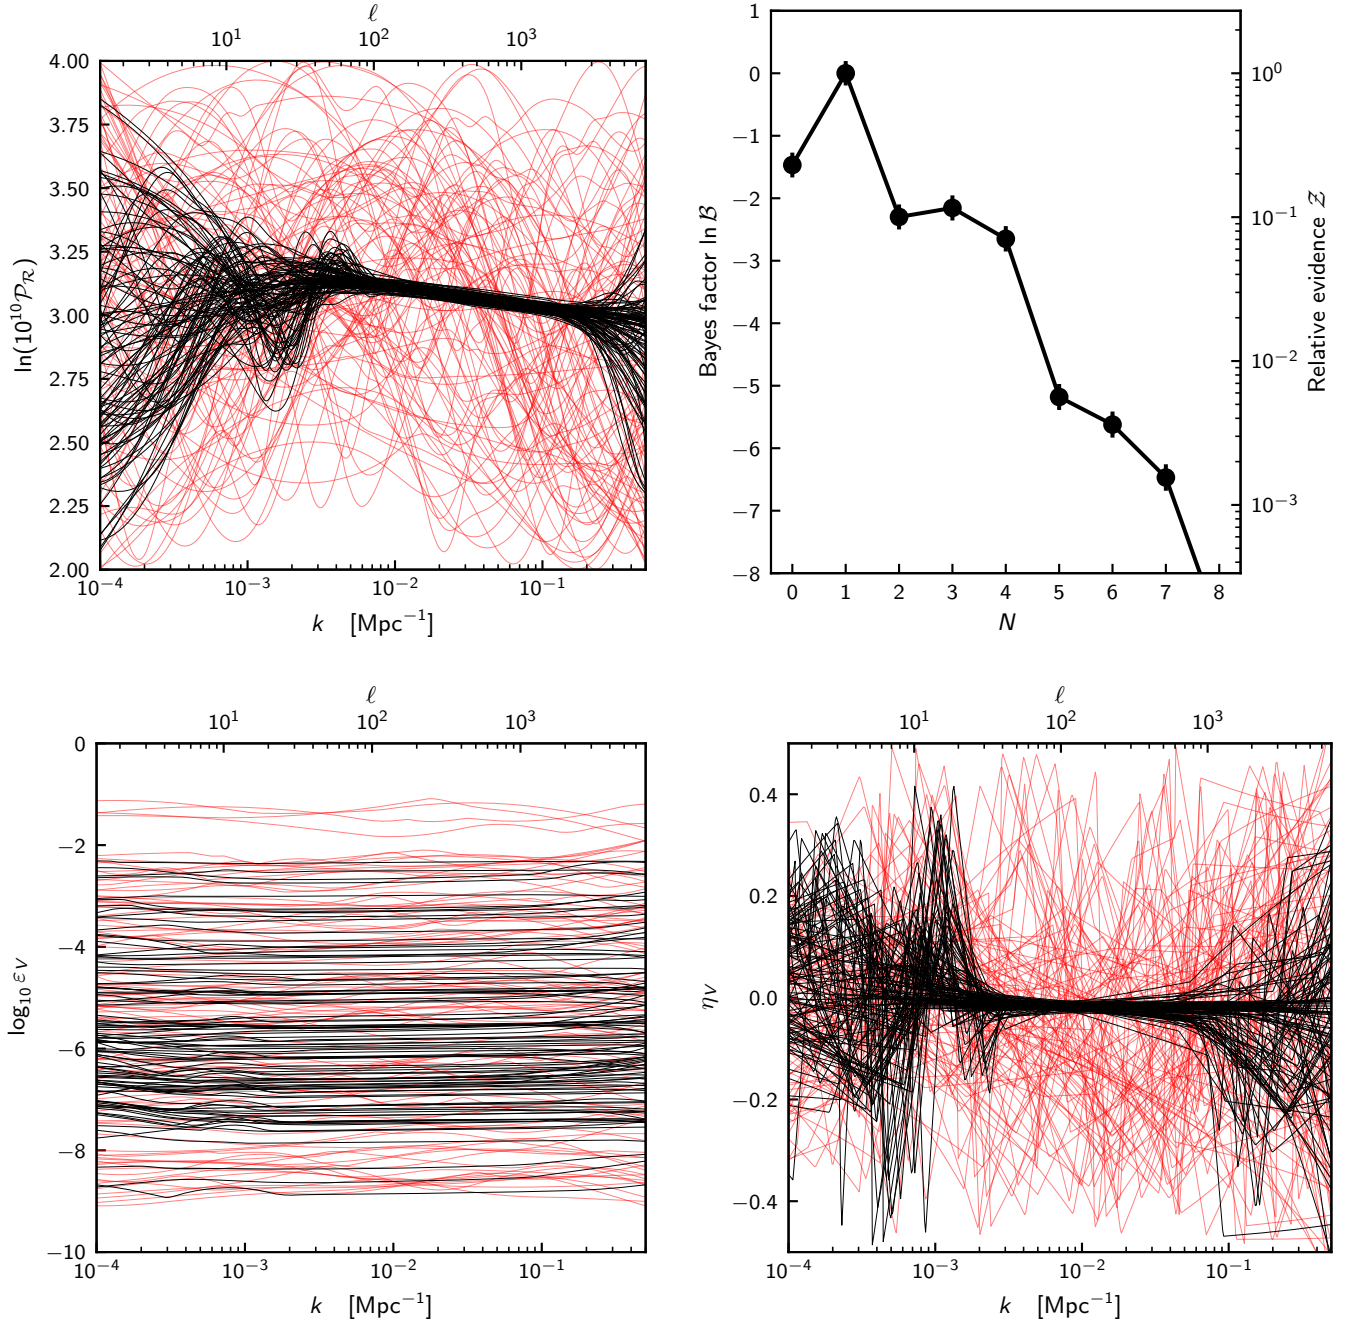 ℓ
10¹ 10² 10³
4.00
3.75
3.50
3.25
3.00
2.75
2.50
2.25
2.00
ln(10¹⁰𝒫_ℛ)
10⁻⁴ 10⁻³ 10⁻² 10⁻¹
k [Mpc⁻¹]
1
0
−1
−2
−3
−4
−5
−6
−7
−8
Bayes factor ln ℬ
10⁰
10⁻¹
10⁻²
10⁻³
Relative evidence 𝒵
0 1 2 3 4 5 6 7 8
N
ℓ
10¹ 10² 10³
0
−2
−4
−6
−8
−10
log₁₀ ε_V
10⁻⁴ 10⁻³ 10⁻² 10⁻¹
k [Mpc⁻¹]
ℓ
10¹ 10² 10³
0.4
0.2
0.0
−0.2
−0.4
η_V
10⁻⁴ 10⁻³ 10⁻² 10⁻¹
k [Mpc⁻¹]